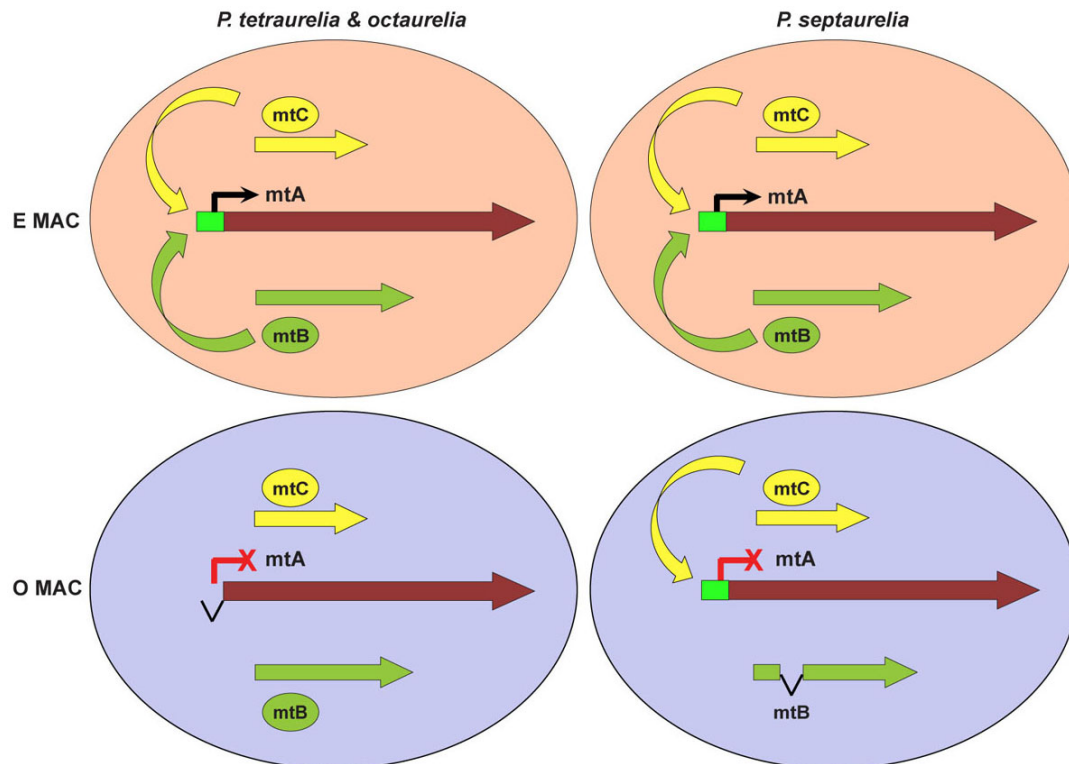 P. tetraurelia & octaurelia
P. septaurelia
E MAC
mtC
mtA
mtB
mtC
mtA
mtB
O MAC
mtC
X mtA
mtB
mtC
X mtA
mtB